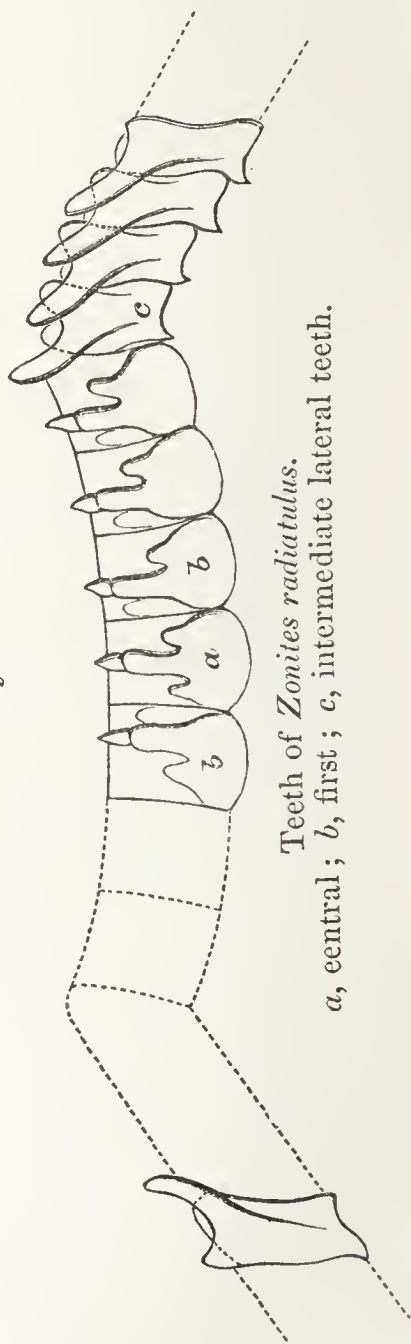 b
a
b
c
Teeth of Zonites radiatulus.
a, eentral; b, first; c, intermediate lateral teeth.